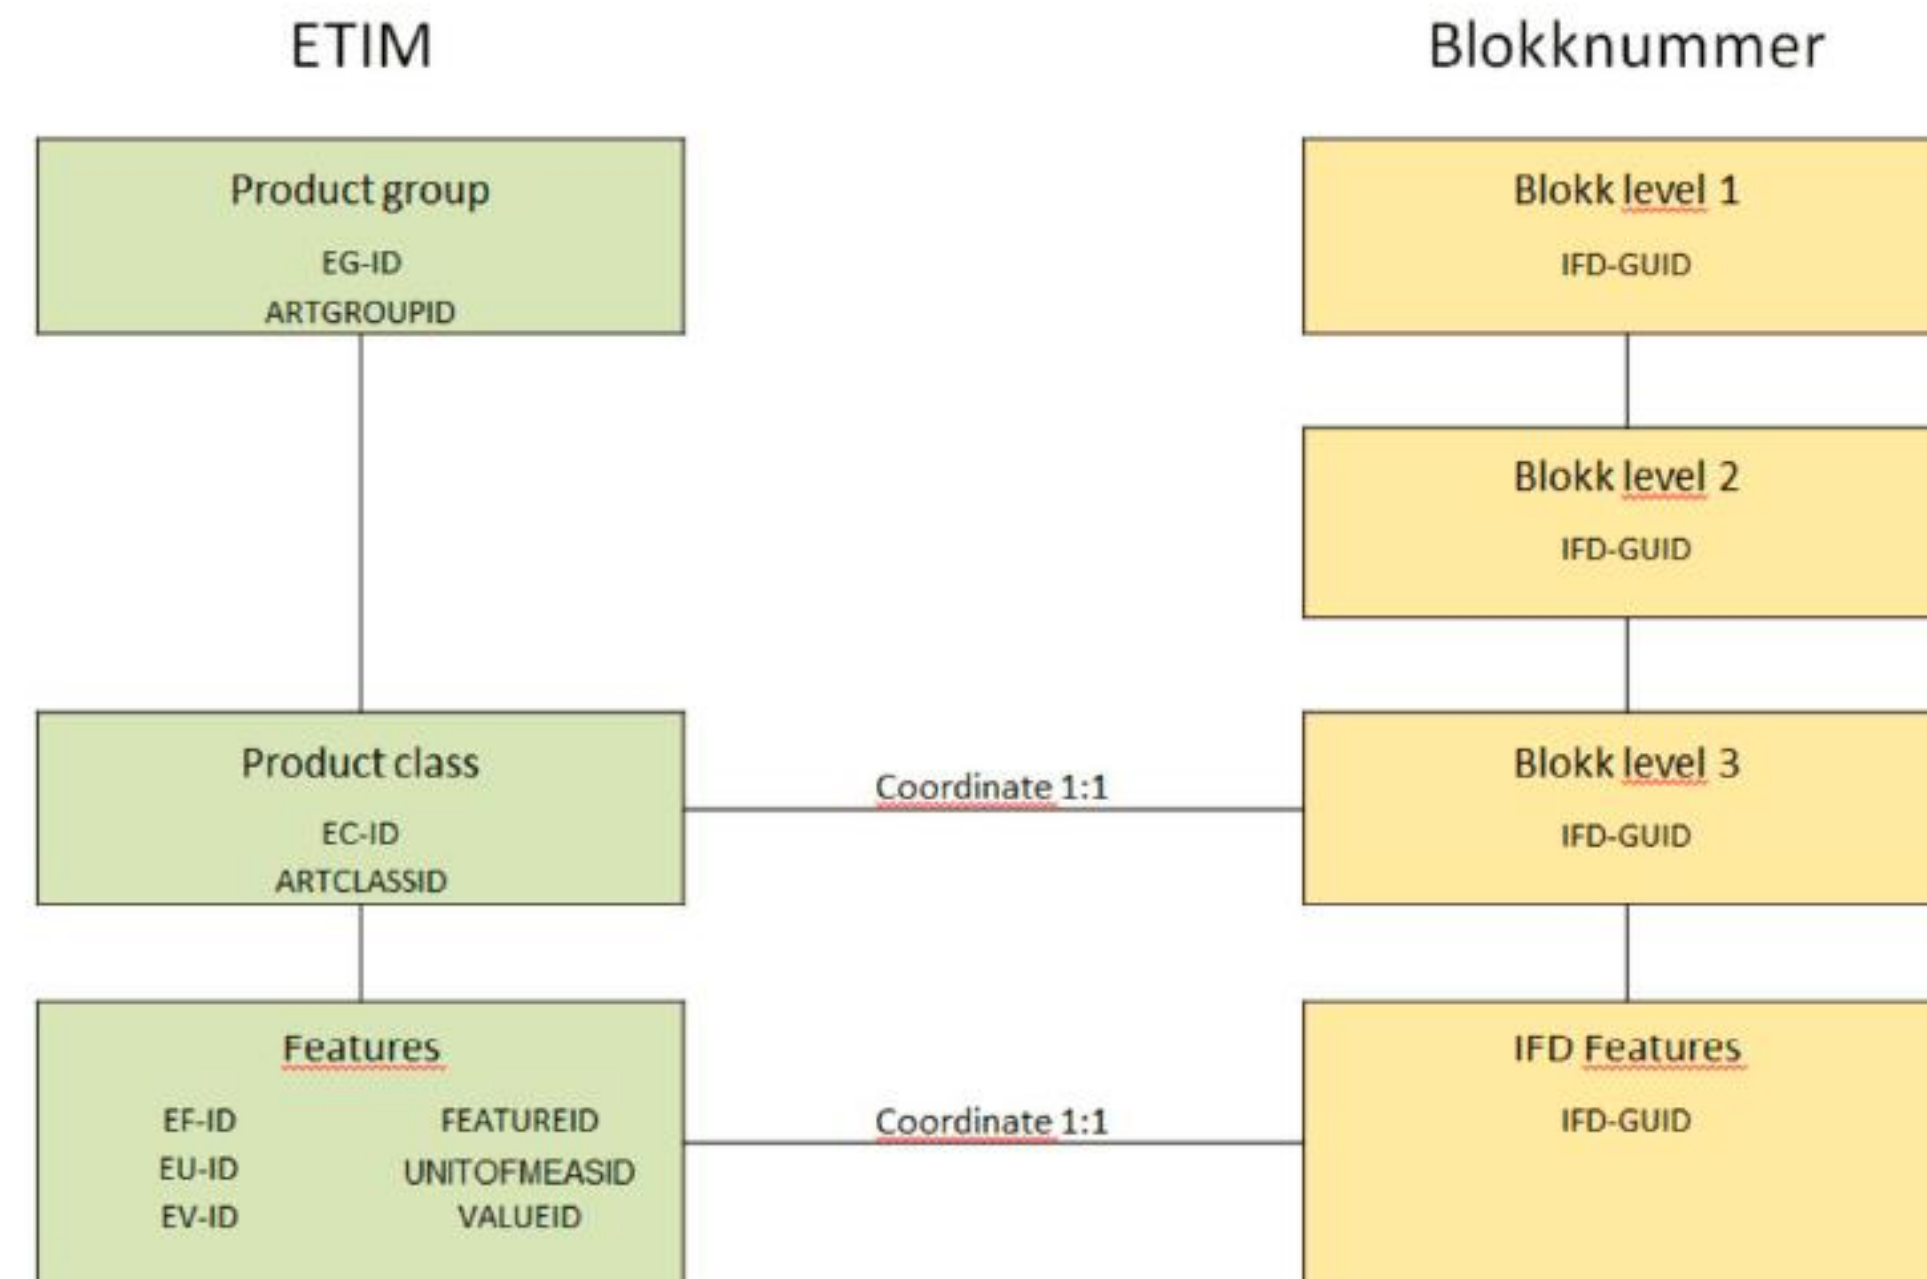 ETIM
Blokknummer
Product group
EG-ID
ARTGROUPID
Blokk level 1
IFD-GUID
Blokk level 2
IFD-GUID
Product class
EC-ID
ARTCLASSID
Coordinate 1:1
Blokk level 3
IFD-GUID
Features
EF-ID FEATUREID
EU-ID UNITOFMEASID
EV-ID VALUEID
Coordinate 1:1
IFD Features
IFD-GUID